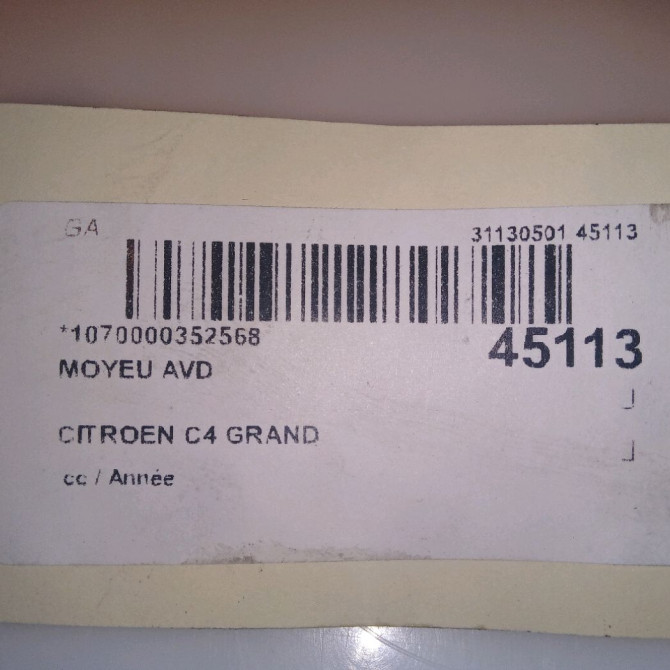 GA
31130501 45113
*1070000352568
45113
MOYEU AVD
CITROEN C4 GRAND
cc / Année